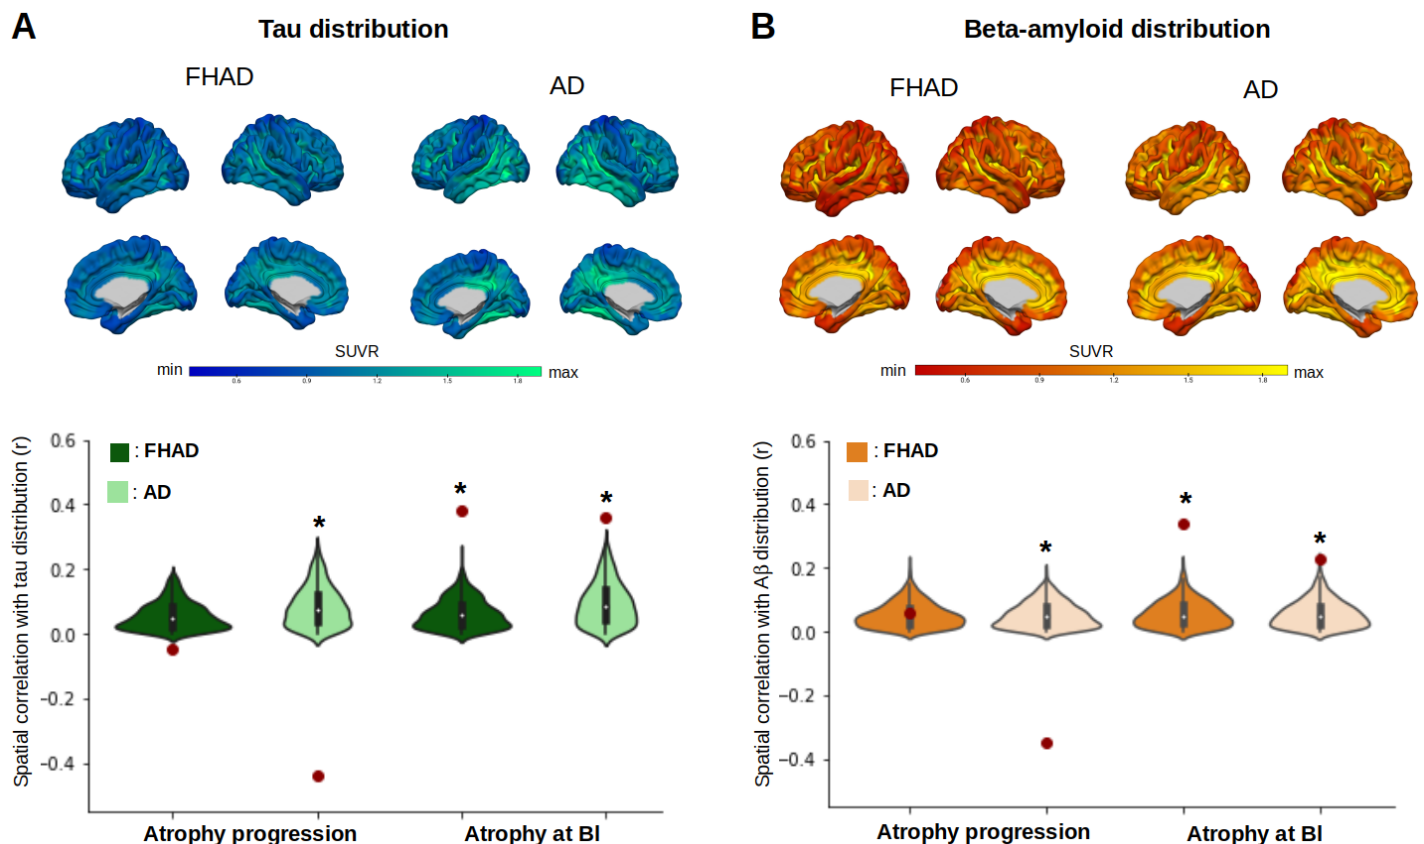 A
Tau distribution
FHAD
AD
SUVR
min
max
0.6 0.9 1.2 1.5 1.8
Spatial correlation with tau distribution (r)
0.6
0.4
0.2
0.0
−0.2
−0.4
: FHAD
: AD
*
*
*
Atrophy progression
Atrophy at Bl
B
Beta-amyloid distribution
FHAD
AD
SUVR
min
max
0.6 0.9 1.2 1.5 1.8
Spatial correlation with Aβ distribution (r)
0.6
0.4
0.2
0.0
−0.2
−0.4
: FHAD
: AD
*
*
*
Atrophy progression
Atrophy at Bl